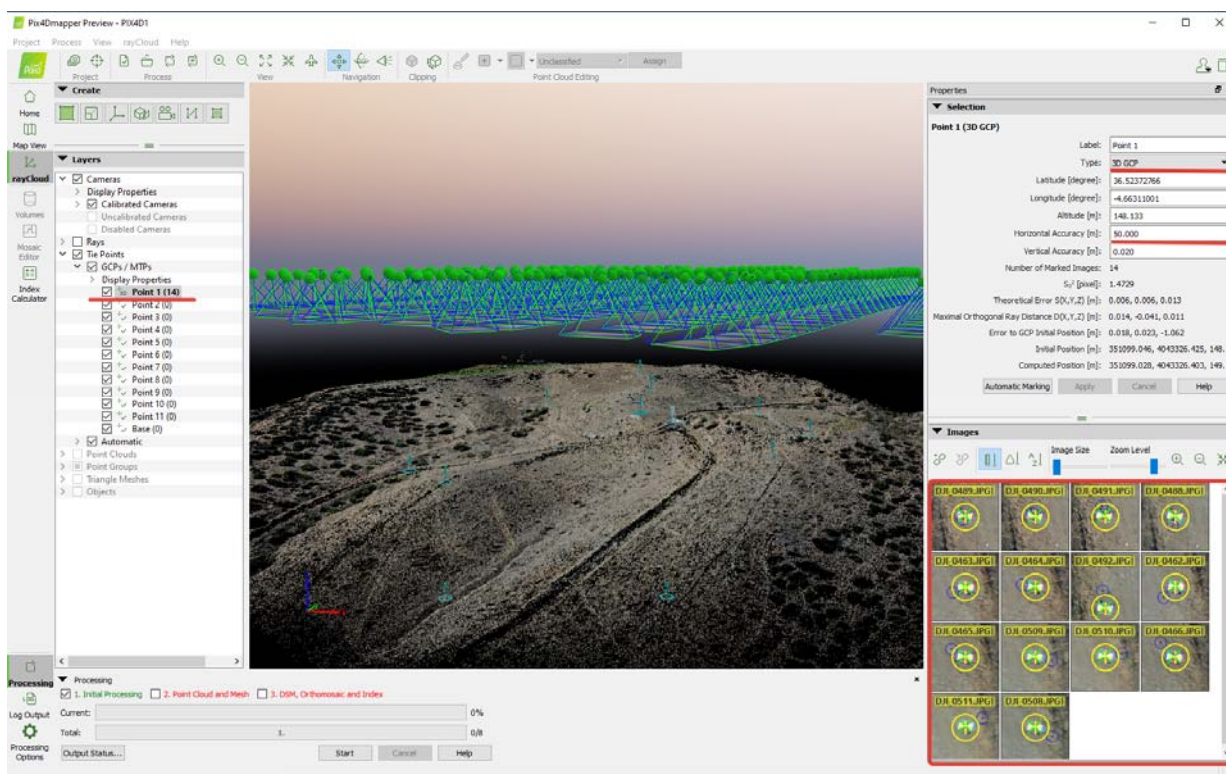 Pix4Dmapper Preview - PIX4D1
Project Process View rayCloud Help
Project Process View Navigation Clipping Point Cloud Editing
Unclassified Assign
Home
Map View
rayCloud
Volumes
Mosaic
Editor
Index
Calculator
Create
Layers
Cameras
Display Properties
Calibrated Cameras
Uncalibrated Cameras
Disabled Cameras
Rays
Tie Points
GCPs / MTPs
Display Properties
Point 1 (14)
Point 2 (0)
Point 3 (0)
Point 4 (0)
Point 5 (0)
Point 6 (0)
Point 7 (0)
Point 8 (0)
Point 9 (0)
Point 10 (0)
Point 11 (0)
Base (0)
Automatic
Point Clouds
Point Groups
Triangle Meshes
Objects
Properties
Selection
Point 1 (3D GCP)
Label: Point 1
Type: 3D GCP
Latitude [degree]: 36.52372766
Longitude [degree]: -4.66311001
Altitude [m]: 148.133
Horizontal Accuracy [m]: 50.000
Vertical Accuracy [m]: 0.020
Number of Marked Images: 14
S₀² [pixel]: 1.4729
Theoretical Error S(X,Y,Z) [m]: 0.006, 0.006, 0.013
Maximal Orthogonal Ray Distance D(X,Y,Z) [m]: 0.014, -0.041, 0.011
Error to GCP Initial Position [m]: 0.018, 0.023, -1.062
Initial Position [m]: 351099.046, 4043326.425, 148.
Computed Position [m]: 351099.028, 4043326.403, 149.
Automatic Marking Apply Cancel Help
Images
Image Size Zoom Level
DJI_0489.JPG DJI_0490.JPG DJI_0491.JPG DJI_0488.JPG
DJI_0463.JPG DJI_0464.JPG DJI_0492.JPG DJI_0462.JPG
DJI_0465.JPG DJI_0509.JPG DJI_0510.JPG DJI_0466.JPG
DJI_0511.JPG DJI_0508.JPG
Processing
Log Output
Processing
Options
Processing
1. Initial Processing 2. Point Cloud and Mesh 3. DSM, Orthomosaic and Index
Current: 0%
Total: 1. 0/8
Output Status... Start Cancel Help